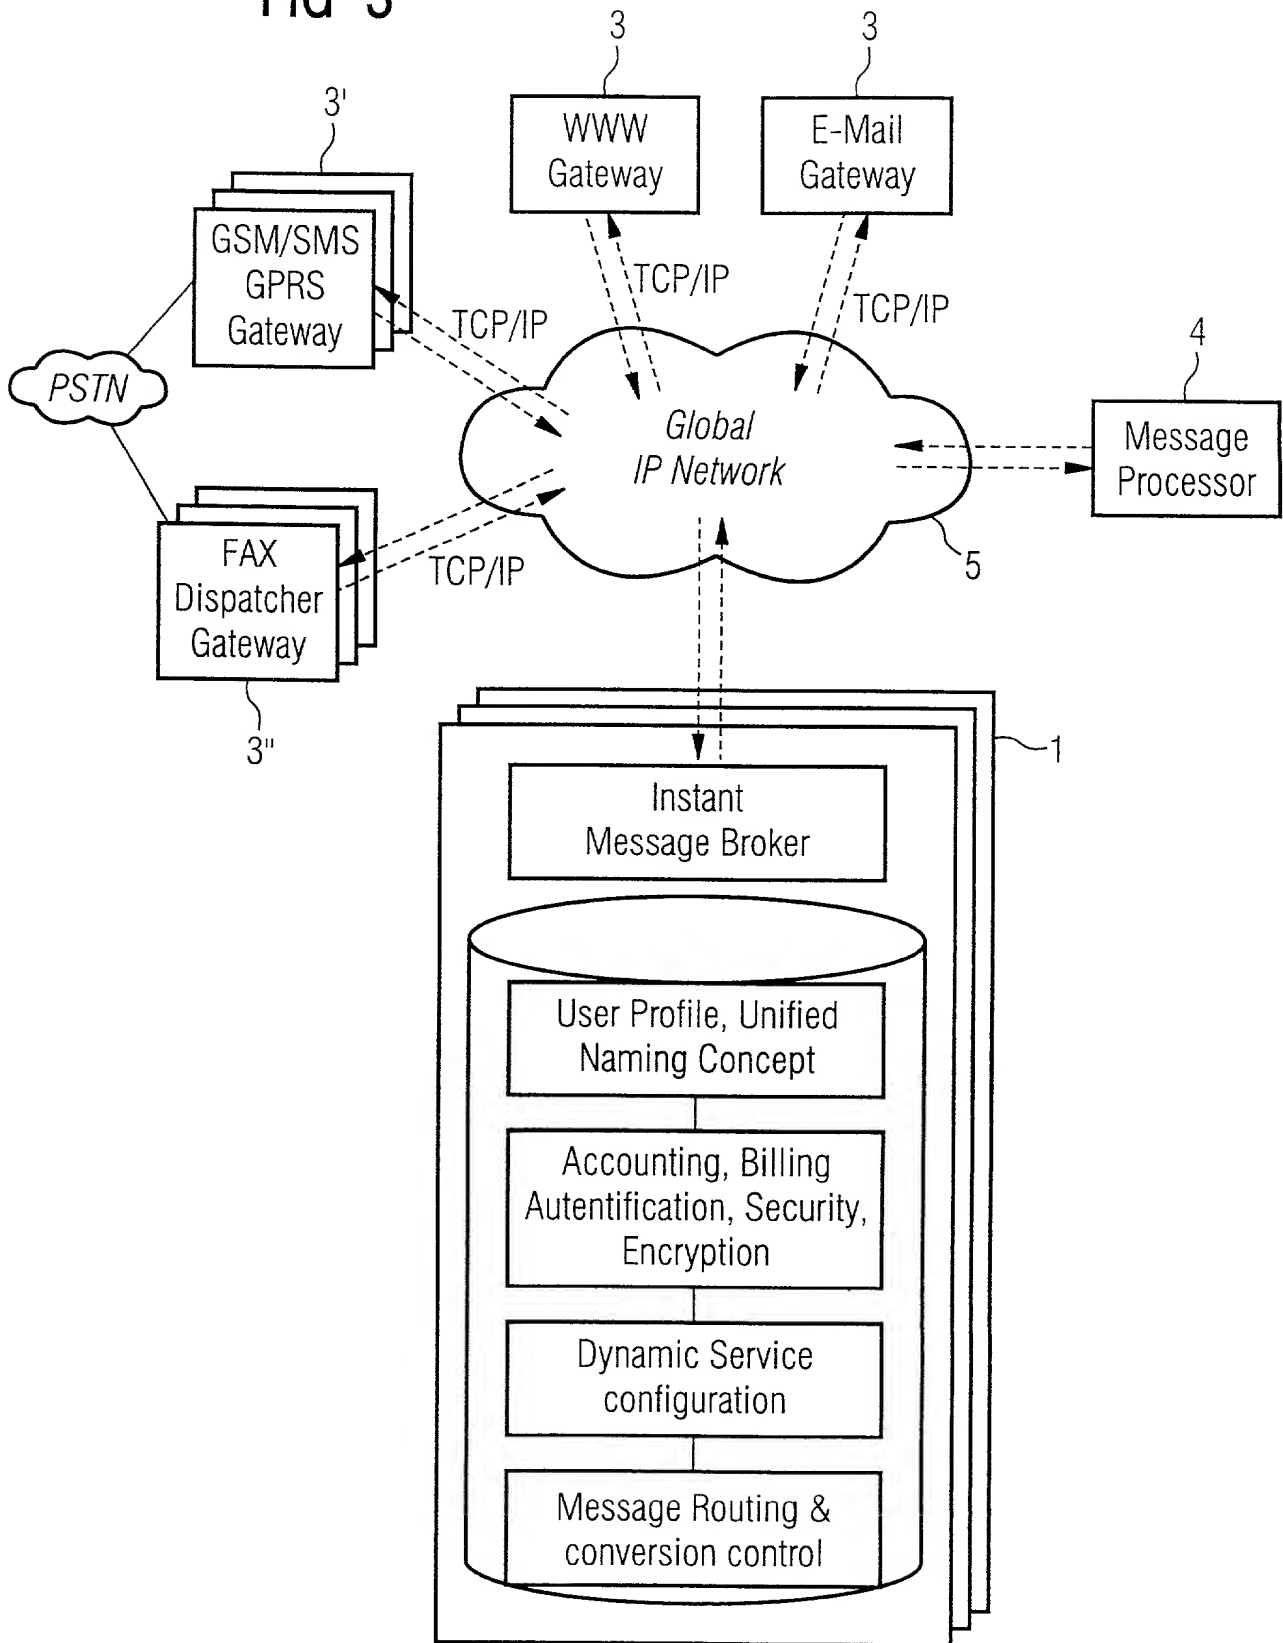 FIG 3
3
3
3'
WWW
Gateway
E-Mail
Gateway
GSM/SMS
GPRS
Gateway
TCP/IP
TCP/IP
TCP/IP
4
PSTN
Global
IP Network
Message
Processor
FAX
Dispatcher
Gateway
TCP/IP
5
3"
1
Instant
Message Broker
User Profile, Unified
Naming Concept
Accounting, Billing
Autentification, Security,
Encryption
Dynamic Service
configuration
Message Routing &
conversion control